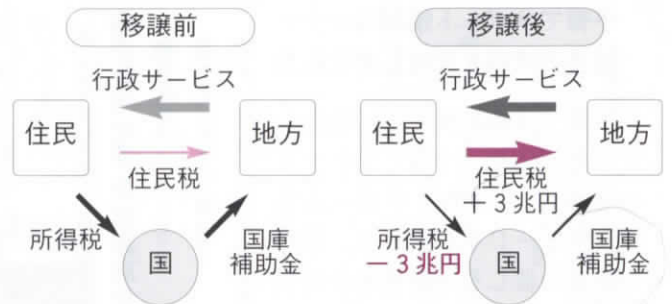 移譲前
行政サービス
住民
地方
住民税
所得税
国
国庫
補助金
移譲後
行政サービス
住民
地方
住民税
＋3兆円
所得税
－3兆円
国
国庫
補助金